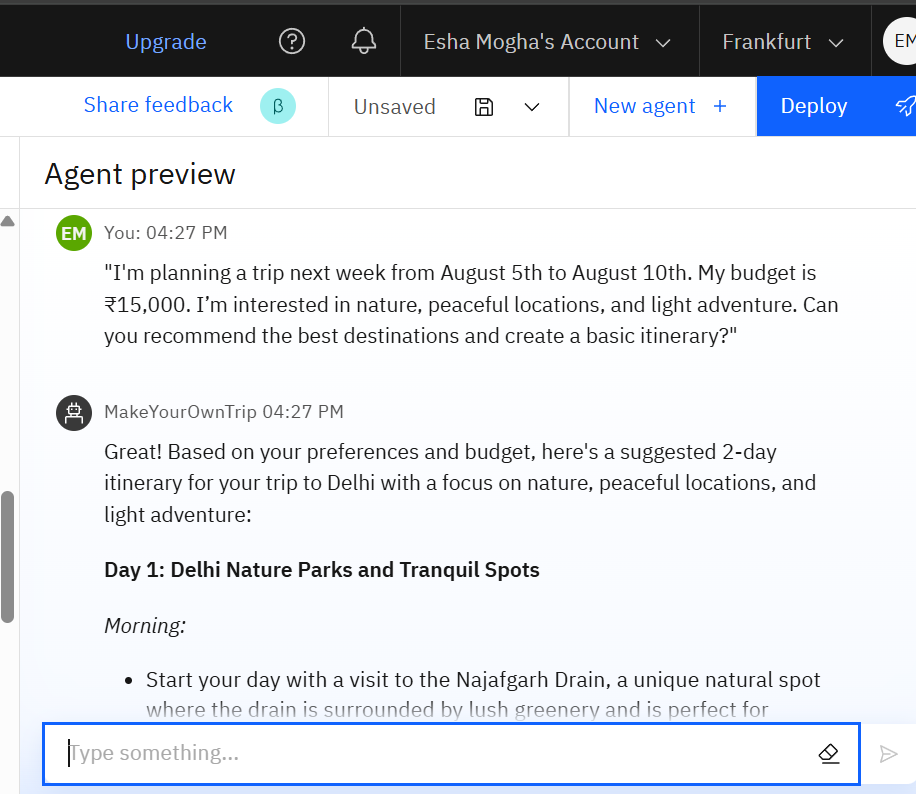 Upgrade
Esha Mogha's Account
Frankfurt
EM
Share feedback
β
Unsaved
New agent +
Deploy
Agent preview
EM
You: 04:27 PM
"I'm planning a trip next week from August 5th to August 10th. My budget is
₹15,000. I’m interested in nature, peaceful locations, and light adventure. Can
you recommend the best destinations and create a basic itinerary?"
MakeYourOwnTrip 04:27 PM
Great! Based on your preferences and budget, here's a suggested 2-day
itinerary for your trip to Delhi with a focus on nature, peaceful locations, and
light adventure:
Day 1: Delhi Nature Parks and Tranquil Spots
Morning:
• Start your day with a visit to the Najafgarh Drain, a unique natural spot
where the drain is surrounded by lush greenery and is perfect for
Type something...